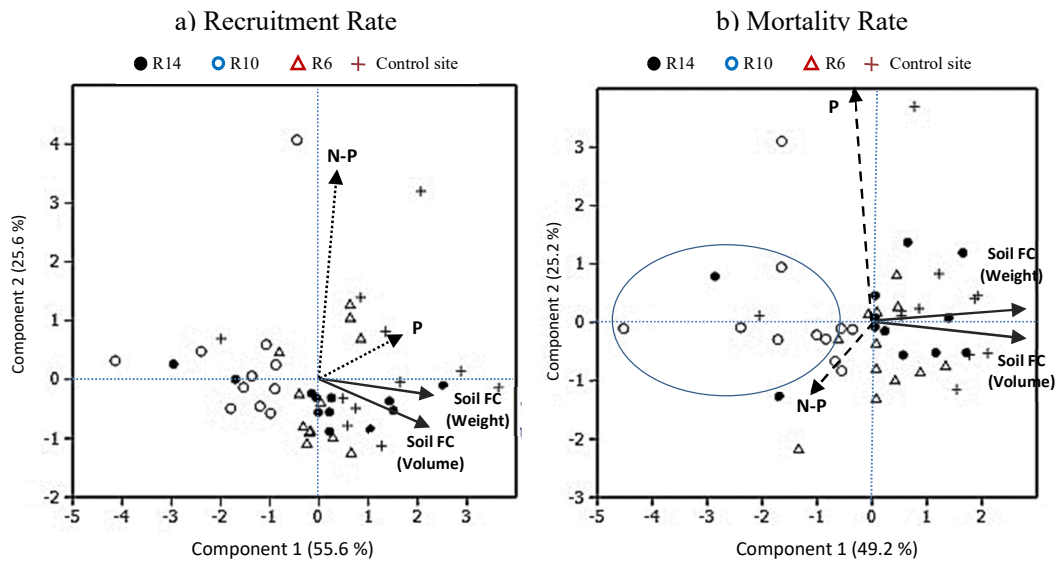 a) Recruitment Rate
R14 R10 R6 Control site
Component 2 (25.6 %)
4
3
2
1
0
-1
-2
N-P
P
Soil FC
(Weight)
Soil FC
(Volume)
-5 -4 -3 -2 -1 0 1 2 3
Component 1 (55.6 %)
b) Mortality Rate
R14 R10 R6 Control site
Component 2 (25.2 %)
3
2
1
0
-1
-2
-3
P
Soil FC
(Weight)
Soil FC
(Volume)
N-P
-5 -4 -3 -2 -1 0 1 2
Component 1 (49.2 %)